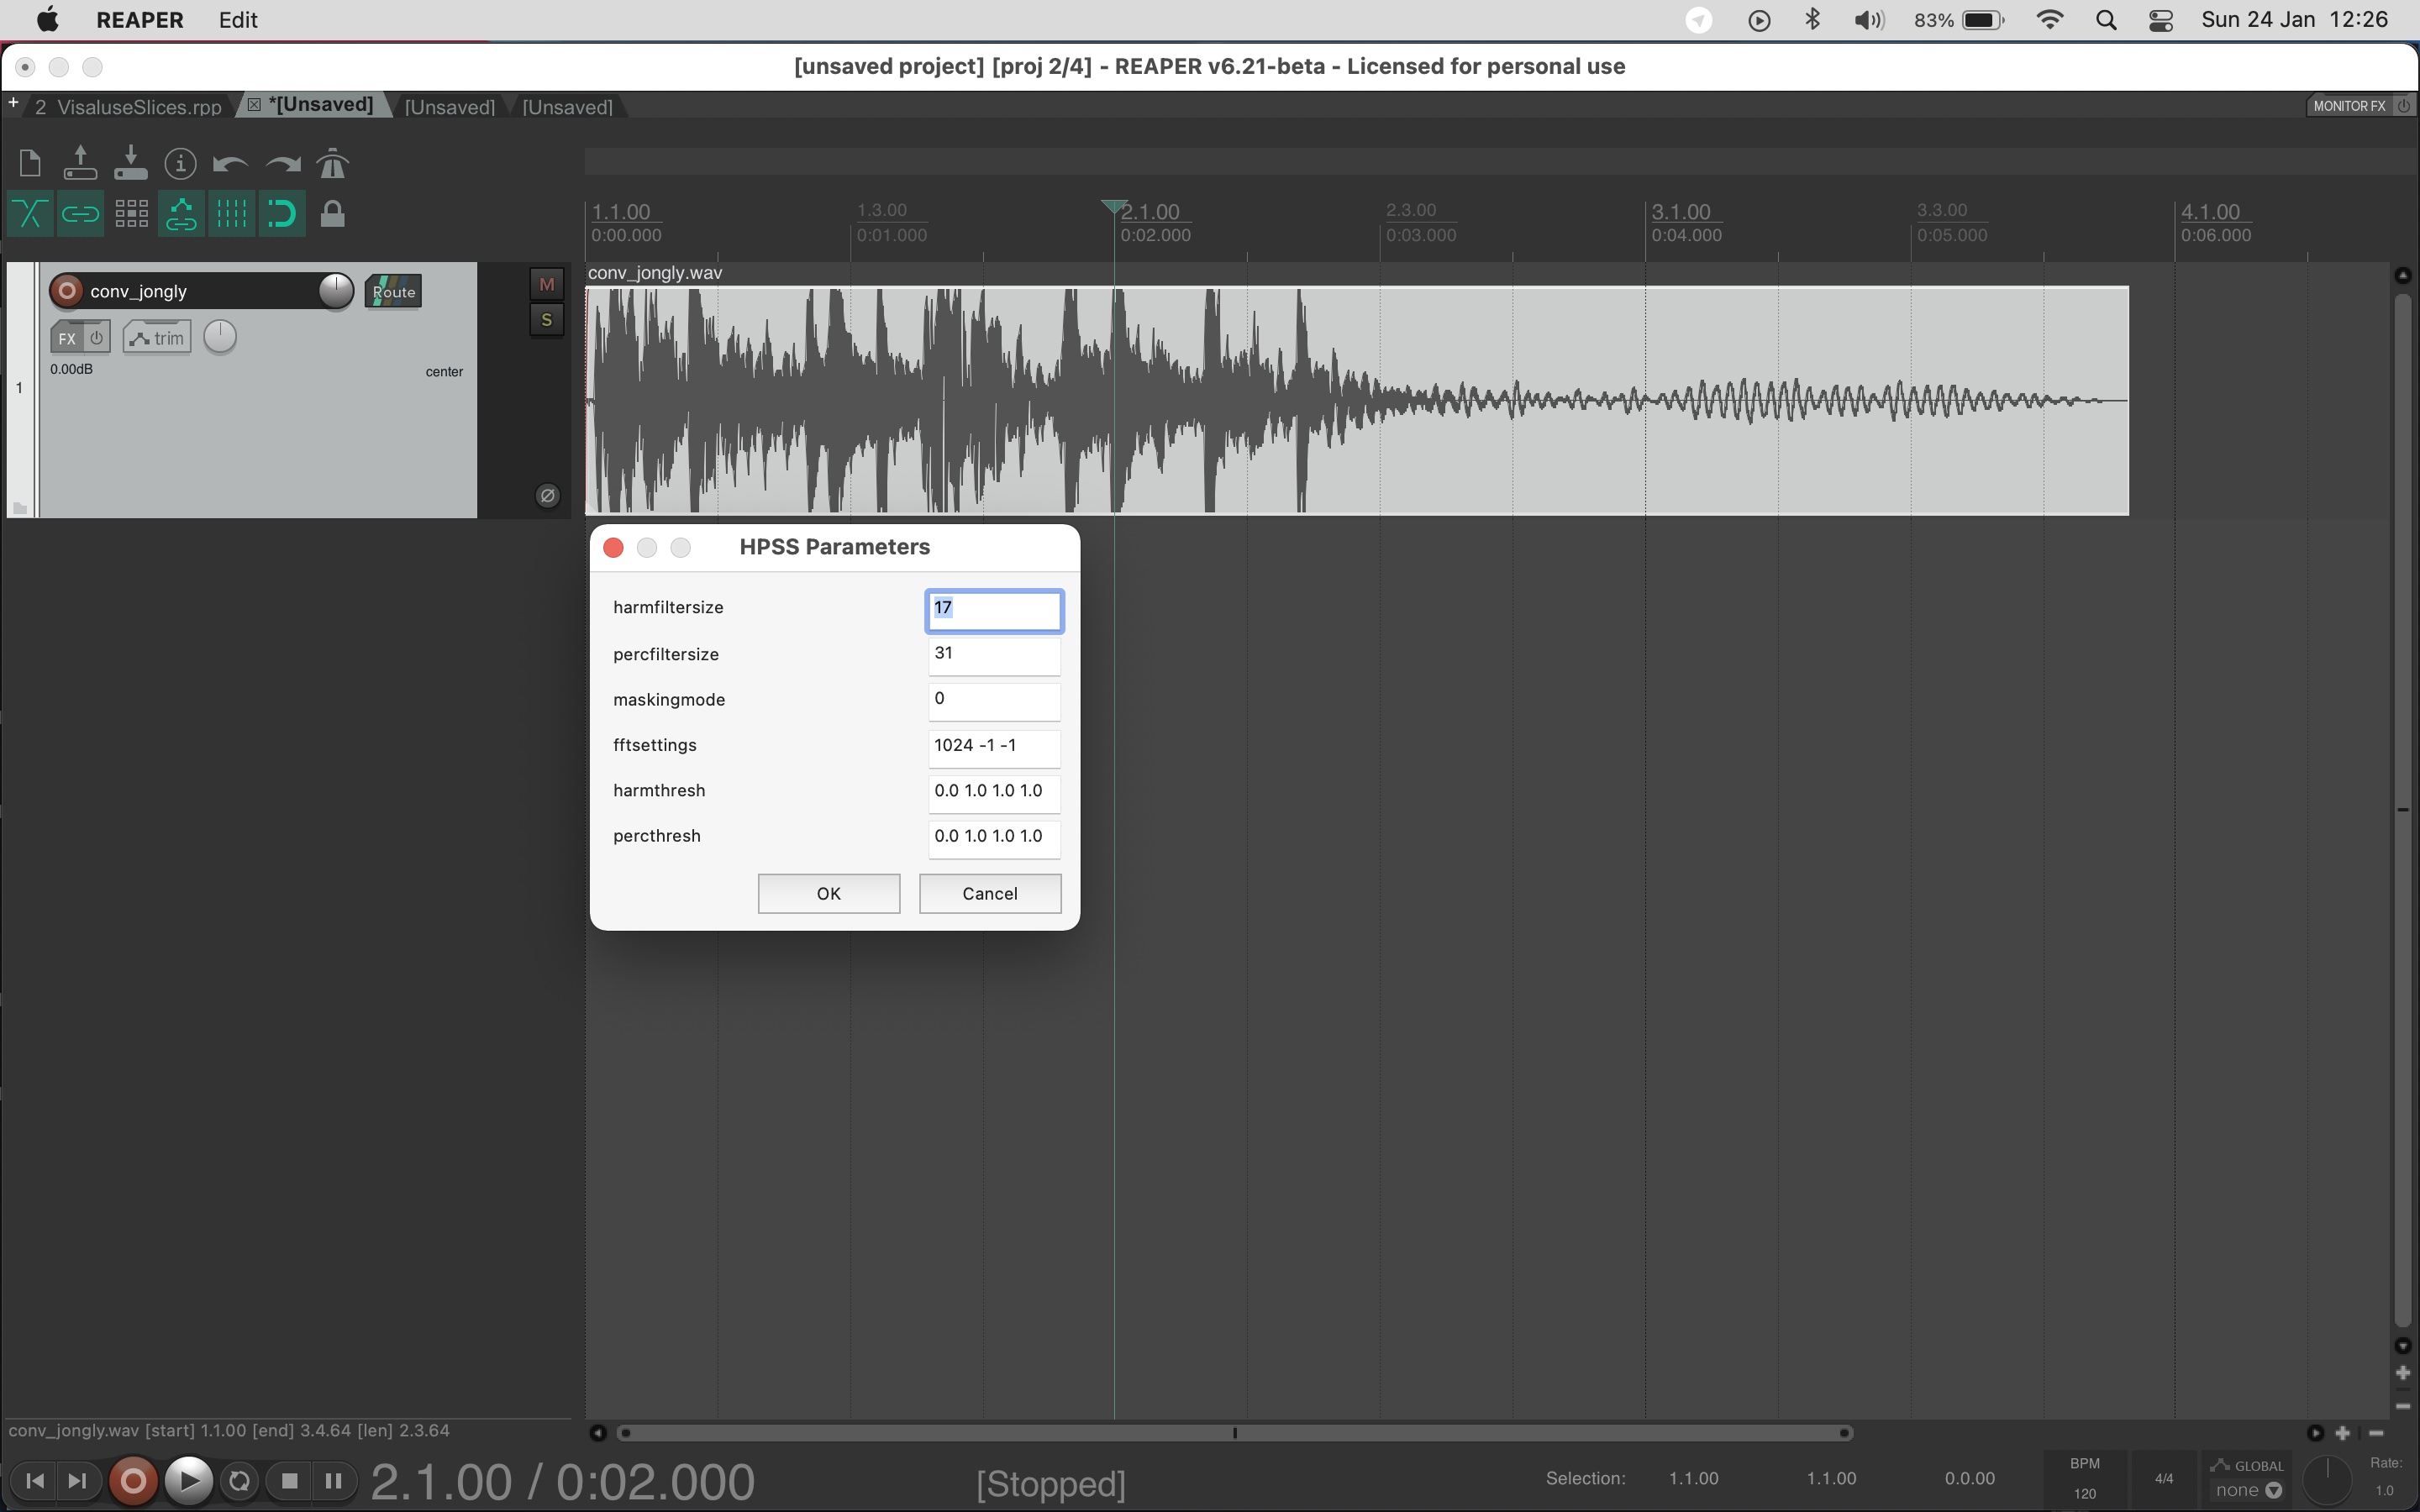 REAPER Edit 83% Sun 24 Jan 12:26
[unsaved project] [proj 2/4] - REAPER v6.21-beta - Licensed for personal use
+ 2 VisaluseSlices.rpp *[Unsaved] [Unsaved] [Unsaved] MONITOR FX
1.1.00 1.3.00 2.1.00 2.3.00 3.1.00 3.3.00 4.1.00
0:00.000 0:01.000 0:02.000 0:03.000 0:04.000 0:05.000 0:06.000
conv_jongly.wav
conv_jongly Route M
S
FX trim
0.00dB center
1
HPSS Parameters
harmfiltersize 17
percfiltersize 31
maskingmode 0
fftsettings 1024 -1 -1
harmthresh 0.0 1.0 1.0 1.0
percthresh 0.0 1.0 1.0 1.0
OK Cancel
conv_jongly.wav [start] 1.1.00 [end] 3.4.64 [len] 2.3.64
2.1.00 / 0:02.000 [Stopped] Selection: 1.1.00 1.1.00 0.0.00
BPM
120
4/4
GLOBAL
none
Rate:
1.0